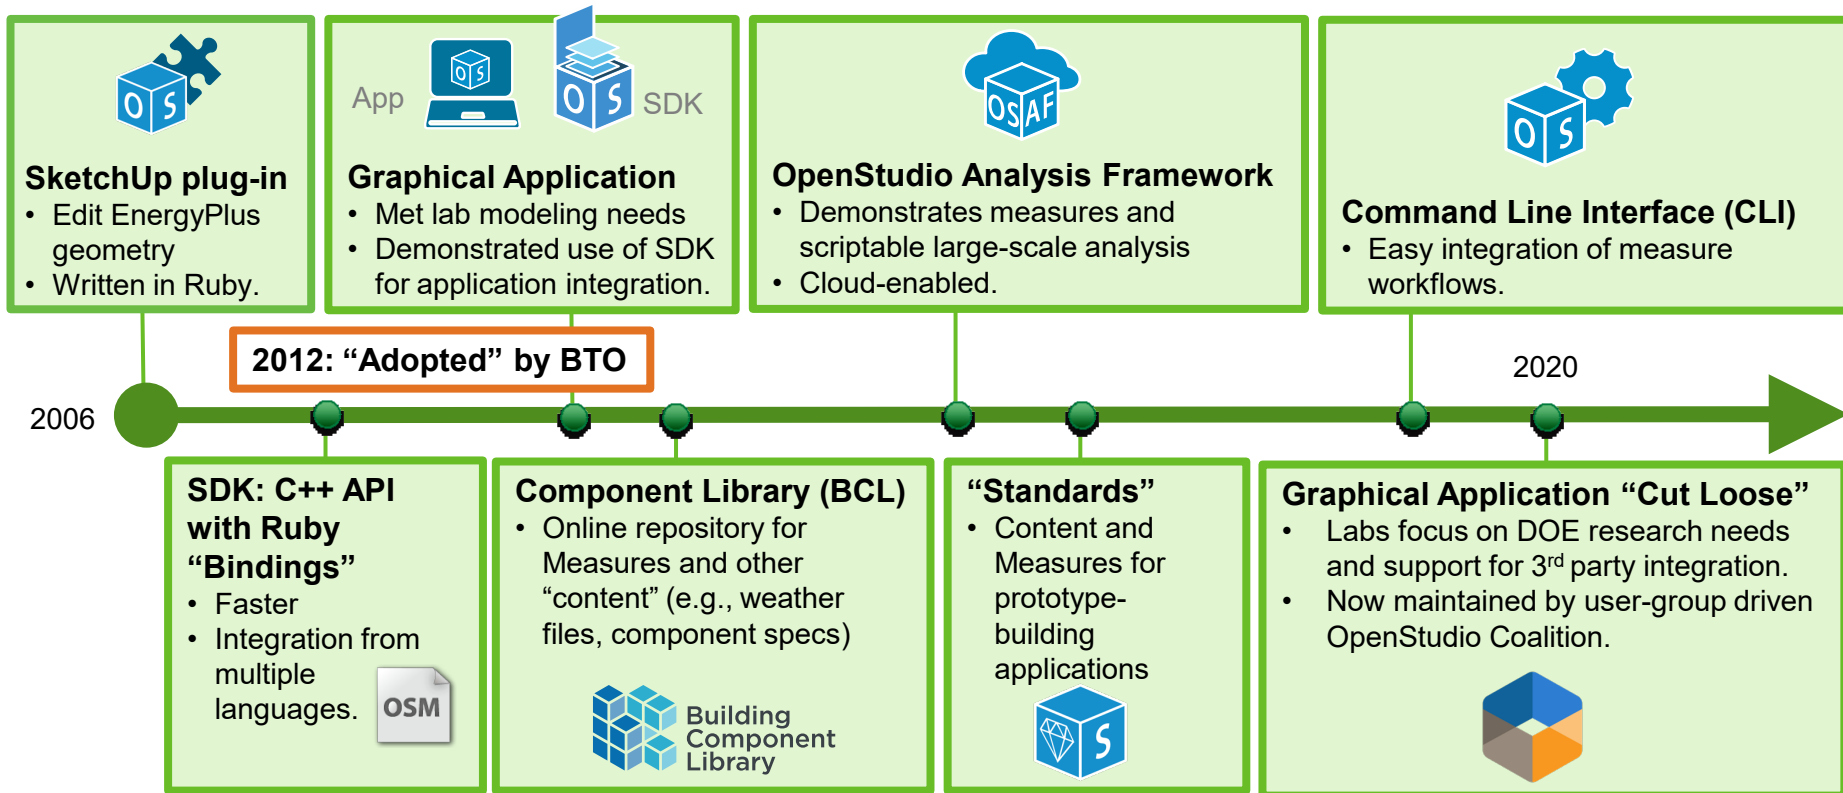 O S
SketchUp plug-in
• Edit EnergyPlus
geometry
• Written in Ruby.
App
O S
O S
SDK
Graphical Application
• Met lab modeling needs
• Demonstrated use of SDK
for application integration.
OSAF
OpenStudio Analysis Framework
• Demonstrates measures and
scriptable large-scale analysis
• Cloud-enabled.
O S
Command Line Interface (CLI)
• Easy integration of measure
workflows.
2012: “Adopted” by BTO
2020
2006
SDK: C++ API
with Ruby
“Bindings”
• Faster
• Integration from
multiple
languages.
OSM
Component Library (BCL)
• Online repository for
Measures and other
“content” (e.g., weather
files, component specs)
Building
Component
Library
“Standards”
• Content and
Measures for
prototype-
building
applications
S
Graphical Application “Cut Loose”
• Labs focus on DOE research needs
and support for 3rd party integration.
• Now maintained by user-group driven
OpenStudio Coalition.